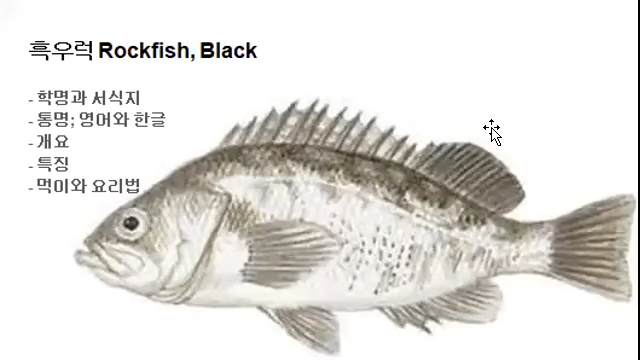 흑우럭 Rockfish, Black
- 학명과 서식지
- 통명; 영어와 한글
- 개요
- 특징
- 먹이와 요리법